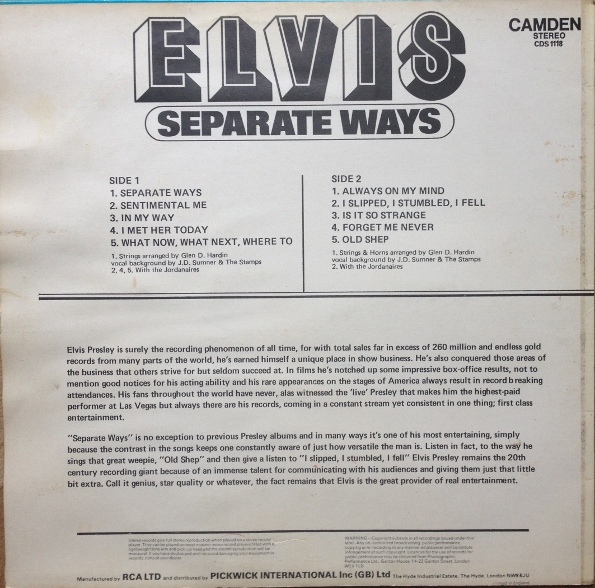 ELVIS
SEPARATE WAYS
CAMDEN
STEREO
CDS 1118
SIDE 1
1. SEPARATE WAYS
2. SENTIMENTAL ME
3. IN MY WAY
4. I MET HER TODAY
5. WHAT NOW, WHAT NEXT, WHERE TO
1. Strings arranged by Glen D. Hardin
vocal background by J.D. Sumner & The Stamps
2, 4, 5. With the Jordanaires
SIDE 2
1. ALWAYS ON MY MIND
2. I SLIPPED, I STUMBLED, I FELL
3. IS IT SO STRANGE
4. FORGET ME NEVER
5. OLD SHEP
1. Strings & Horns arranged by Glen D. Hardin
vocal background by J.D. Sumner & The Stamps
2. With the Jordanaires
Elvis Presley is surely the recording phenomenon of all time, for with total sales far in excess of 260 million and endless gold
records from many parts of the world, he's earned himself a unique place in show business. He's also conquered those areas of
the business that others strive for but seldom succeed at. In films he's notched up some impressive box-office results, not to
mention good notices for his acting ability and his rare appearances on the stages of America always result in record breaking
attendances. His fans throughout the world have never, alas witnessed the 'live' Presley that makes him the highest-paid
performer at Las Vegas but always there are his records, coming in a constant stream yet consistent in one thing; first class
entertainment.
"Separate Ways" is no exception to previous Presley albums and in many ways it's one of his most entertaining, simply
because the contrast in the songs keeps one constantly aware of just how versatile the man is. Listen in fact, to the way he
sings that great weepie, "Old Shep" and then give a listen to "I slipped, I stumbled, I fell" Elvis Presley remains the 20th
century recording giant because of an immense talent for communicating with his audiences and giving them just that little
bit extra. Call it genius, star quality or whatever, the fact remains that Elvis is the great provider of real entertainment.
Manufactured by RCA LTD and distributed by PICKWICK INTERNATIONAL Inc (GB) Ltd The Hyde Industrial Estate, The Hyde, London NW9 6JU